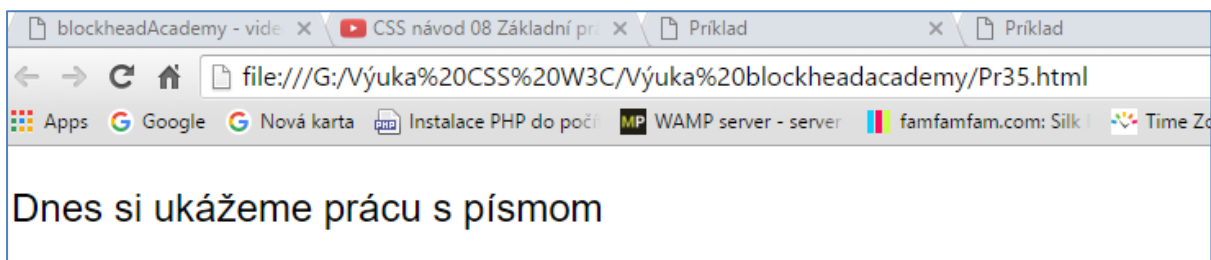 blockheadAcademy - vide CSS návod 08 Základní pr Príklad Príklad
file:///G:/Výuka%20CSS%20W3C/Výuka%20blockheadacademy/Pr35.html
Apps Google Nová karta php Instalace PHP do počí MP WAMP server - server famfamfam.com: Silk Time Zo
Dnes si ukážeme prácu s písmom